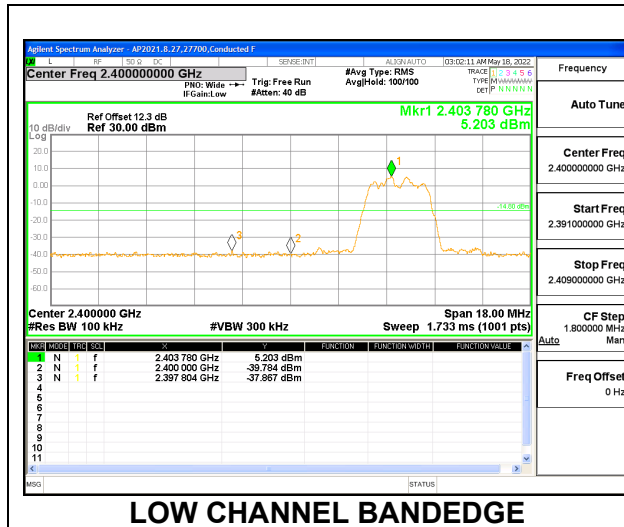 Agilent Spectrum Analyzer - AP2021.8.27,27700,Conducted F
L RF 50 Ω DC SENSE:INT ALIGN AUTO 03:02:11 AM May 18, 2022
Center Freq 2.400000000 GHz
PNO: Wide
IFGain:Low
Trig: Free Run
#Atten: 40 dB
#Avg Type: RMS
Avg|Hold: 100/100
TRACE 1 2 3 4 5 6
TYPE M
DET P N N N N N
Frequency
Auto Tune
Center Freq
2.400000000 GHz
Start Freq
2.391000000 GHz
Stop Freq
2.409000000 GHz
CF Step
1.800000 MHz
Auto Man
Freq Offset
0 Hz
Ref Offset 12.3 dB
Ref 30.00 dBm
10 dB/div
Log
Mkr1 2.403 780 GHz
5.203 dBm
20.0
10.0
0.00
-10.0
-20.0
-30.0
-40.0
-50.0
-60.0
1
2
3
Center 2.400000 GHz
#Res BW 100 kHz
#VBW 300 kHz
Span 18.00 MHz
Sweep 1.733 ms (1001 pts)
MKR MODE TRC SCL X Y FUNCTION FUNCTION WIDTH FUNCTION VALUE
1 N 1 f 2.403 780 GHz 5.203 dBm
2 N 1 f 2.400 000 GHz -39.784 dBm
3 N 1 f 2.397 804 GHz -37.867 dBm
4
5
6
7
8
9
10
11
MSG STATUS
LOW CHANNEL BANDEDGE